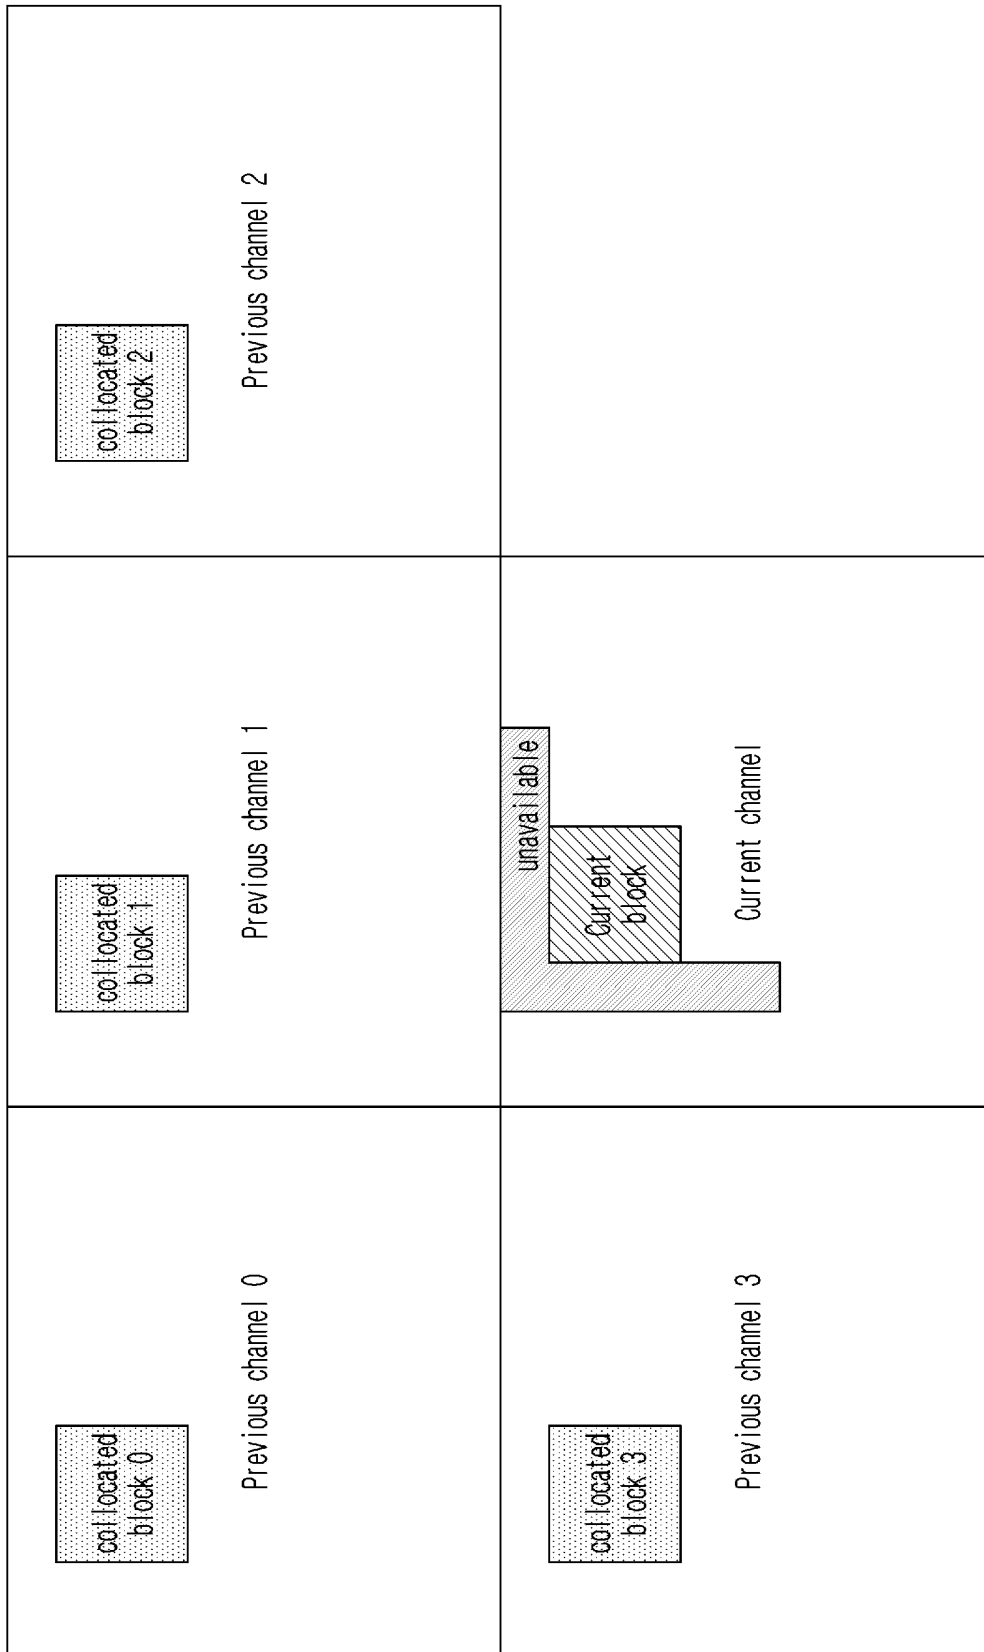 collocated
block 0
Previous channel 0
collocated
block 1
Previous channel 1
collocated
block 2
Previous channel 2
collocated
block 3
Previous channel 3
unavailable
Current
block
Current channel